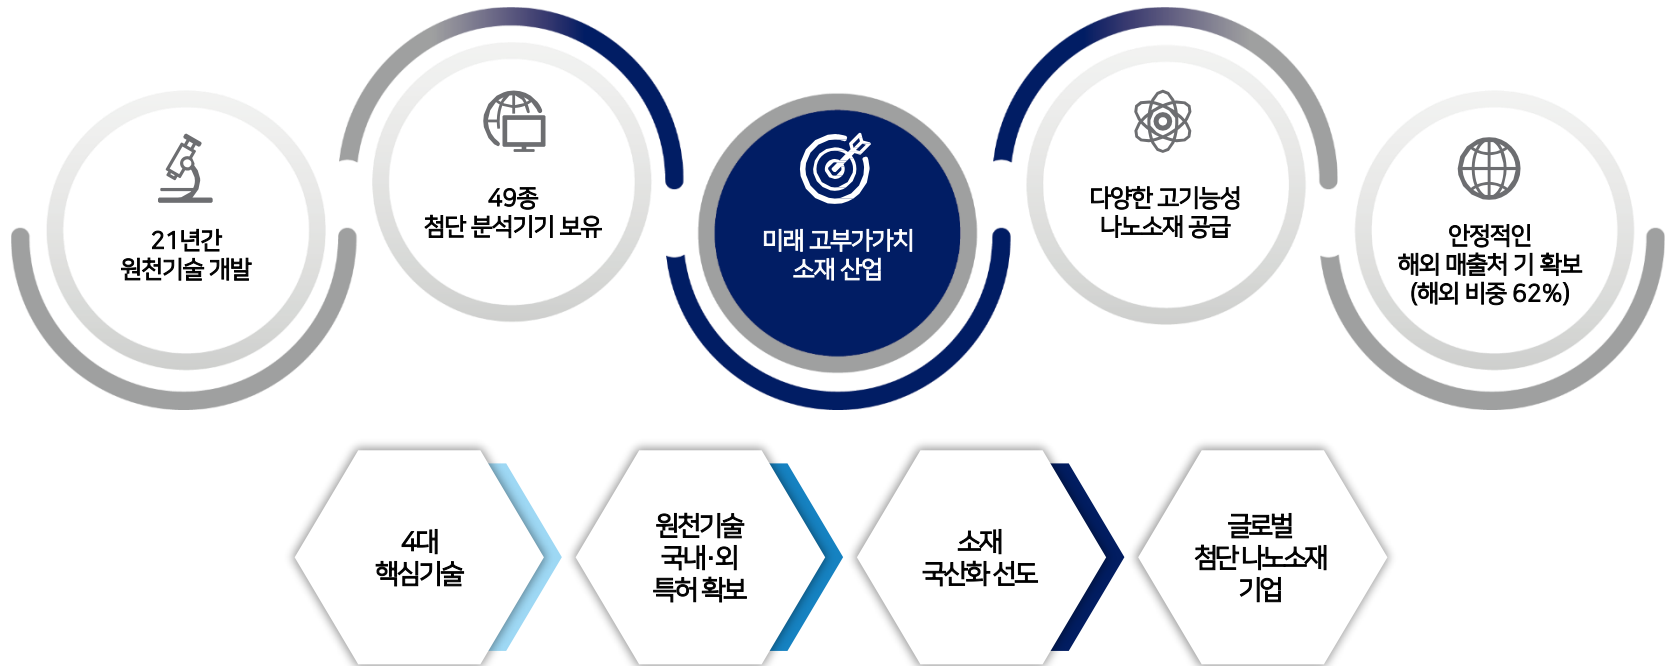 21년간
원천기술 개발
49종
첨단 분석기기 보유
미래 고부가가치
소재 산업
다양한 고기능성
나노소재 공급
안정적인
해외 매출처 기 확보
(해외 비중 62%)
4대
핵심기술
원천기술
국내·외
특허 확보
소재
국산화 선도
글로벌
첨단 나노소재
기업